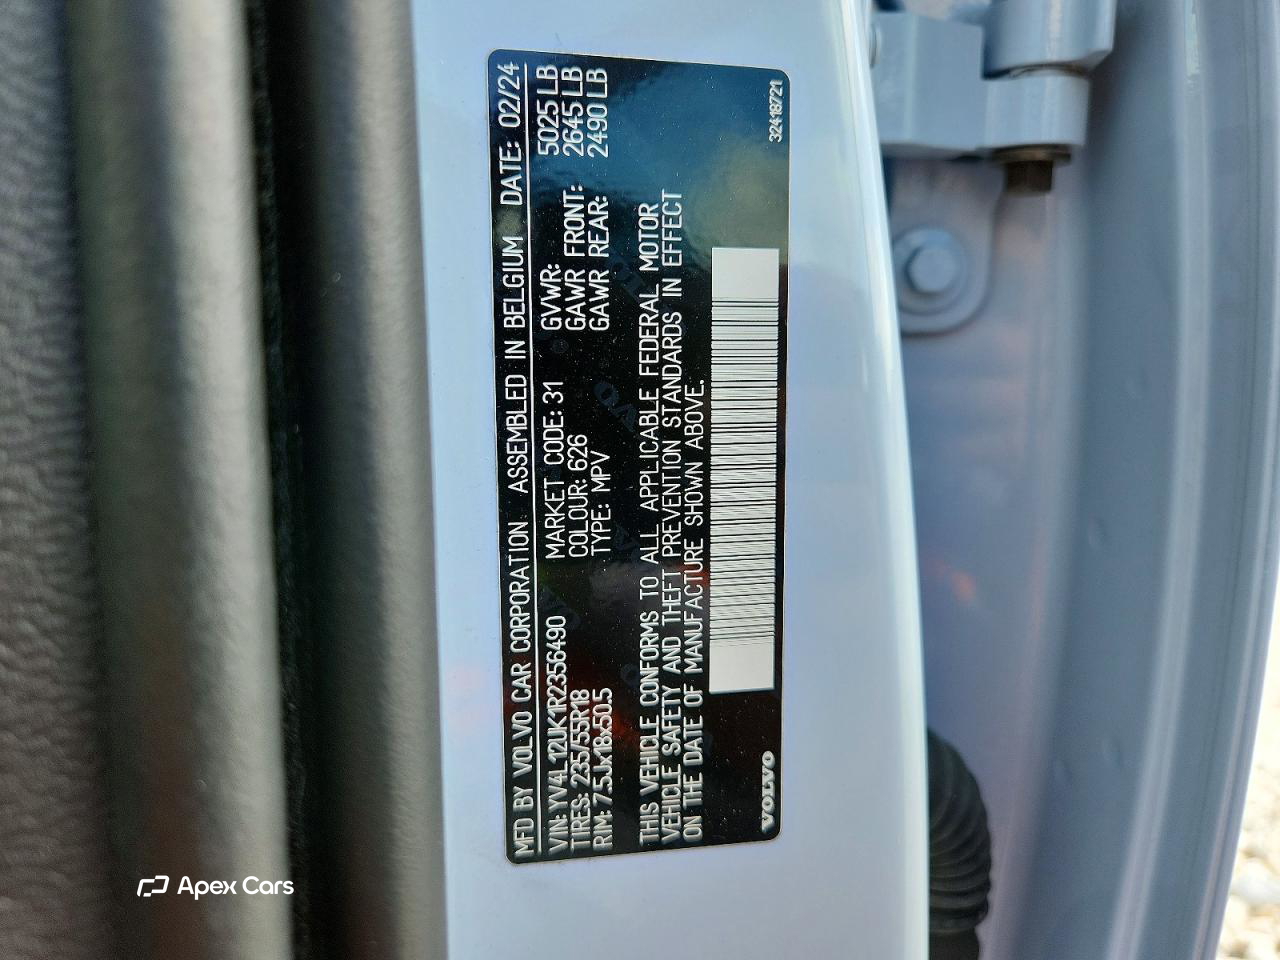 MFD BY VOLVO CAR CORPORATION ASSEMBLED IN BELGIUM DATE: 02/24
VIN: YV4L12UK1R2356490 MARKET CODE: 31 GVWR: 5025 LB
TIRES: 235/55R18 COLOUR: 626 GAWR FRONT: 2645 LB
RIM: 7.5Jx18x50.5 TYPE: MPV GAWR REAR: 2490 LB
THIS VEHICLE CONFORMS TO ALL APPLICABLE FEDERAL MOTOR
VEHICLE SAFETY AND THEFT PREVENTION STANDARDS IN EFFECT
ON THE DATE OF MANUFACTURE SHOWN ABOVE.
VOLVO
32418721
Apex Cars